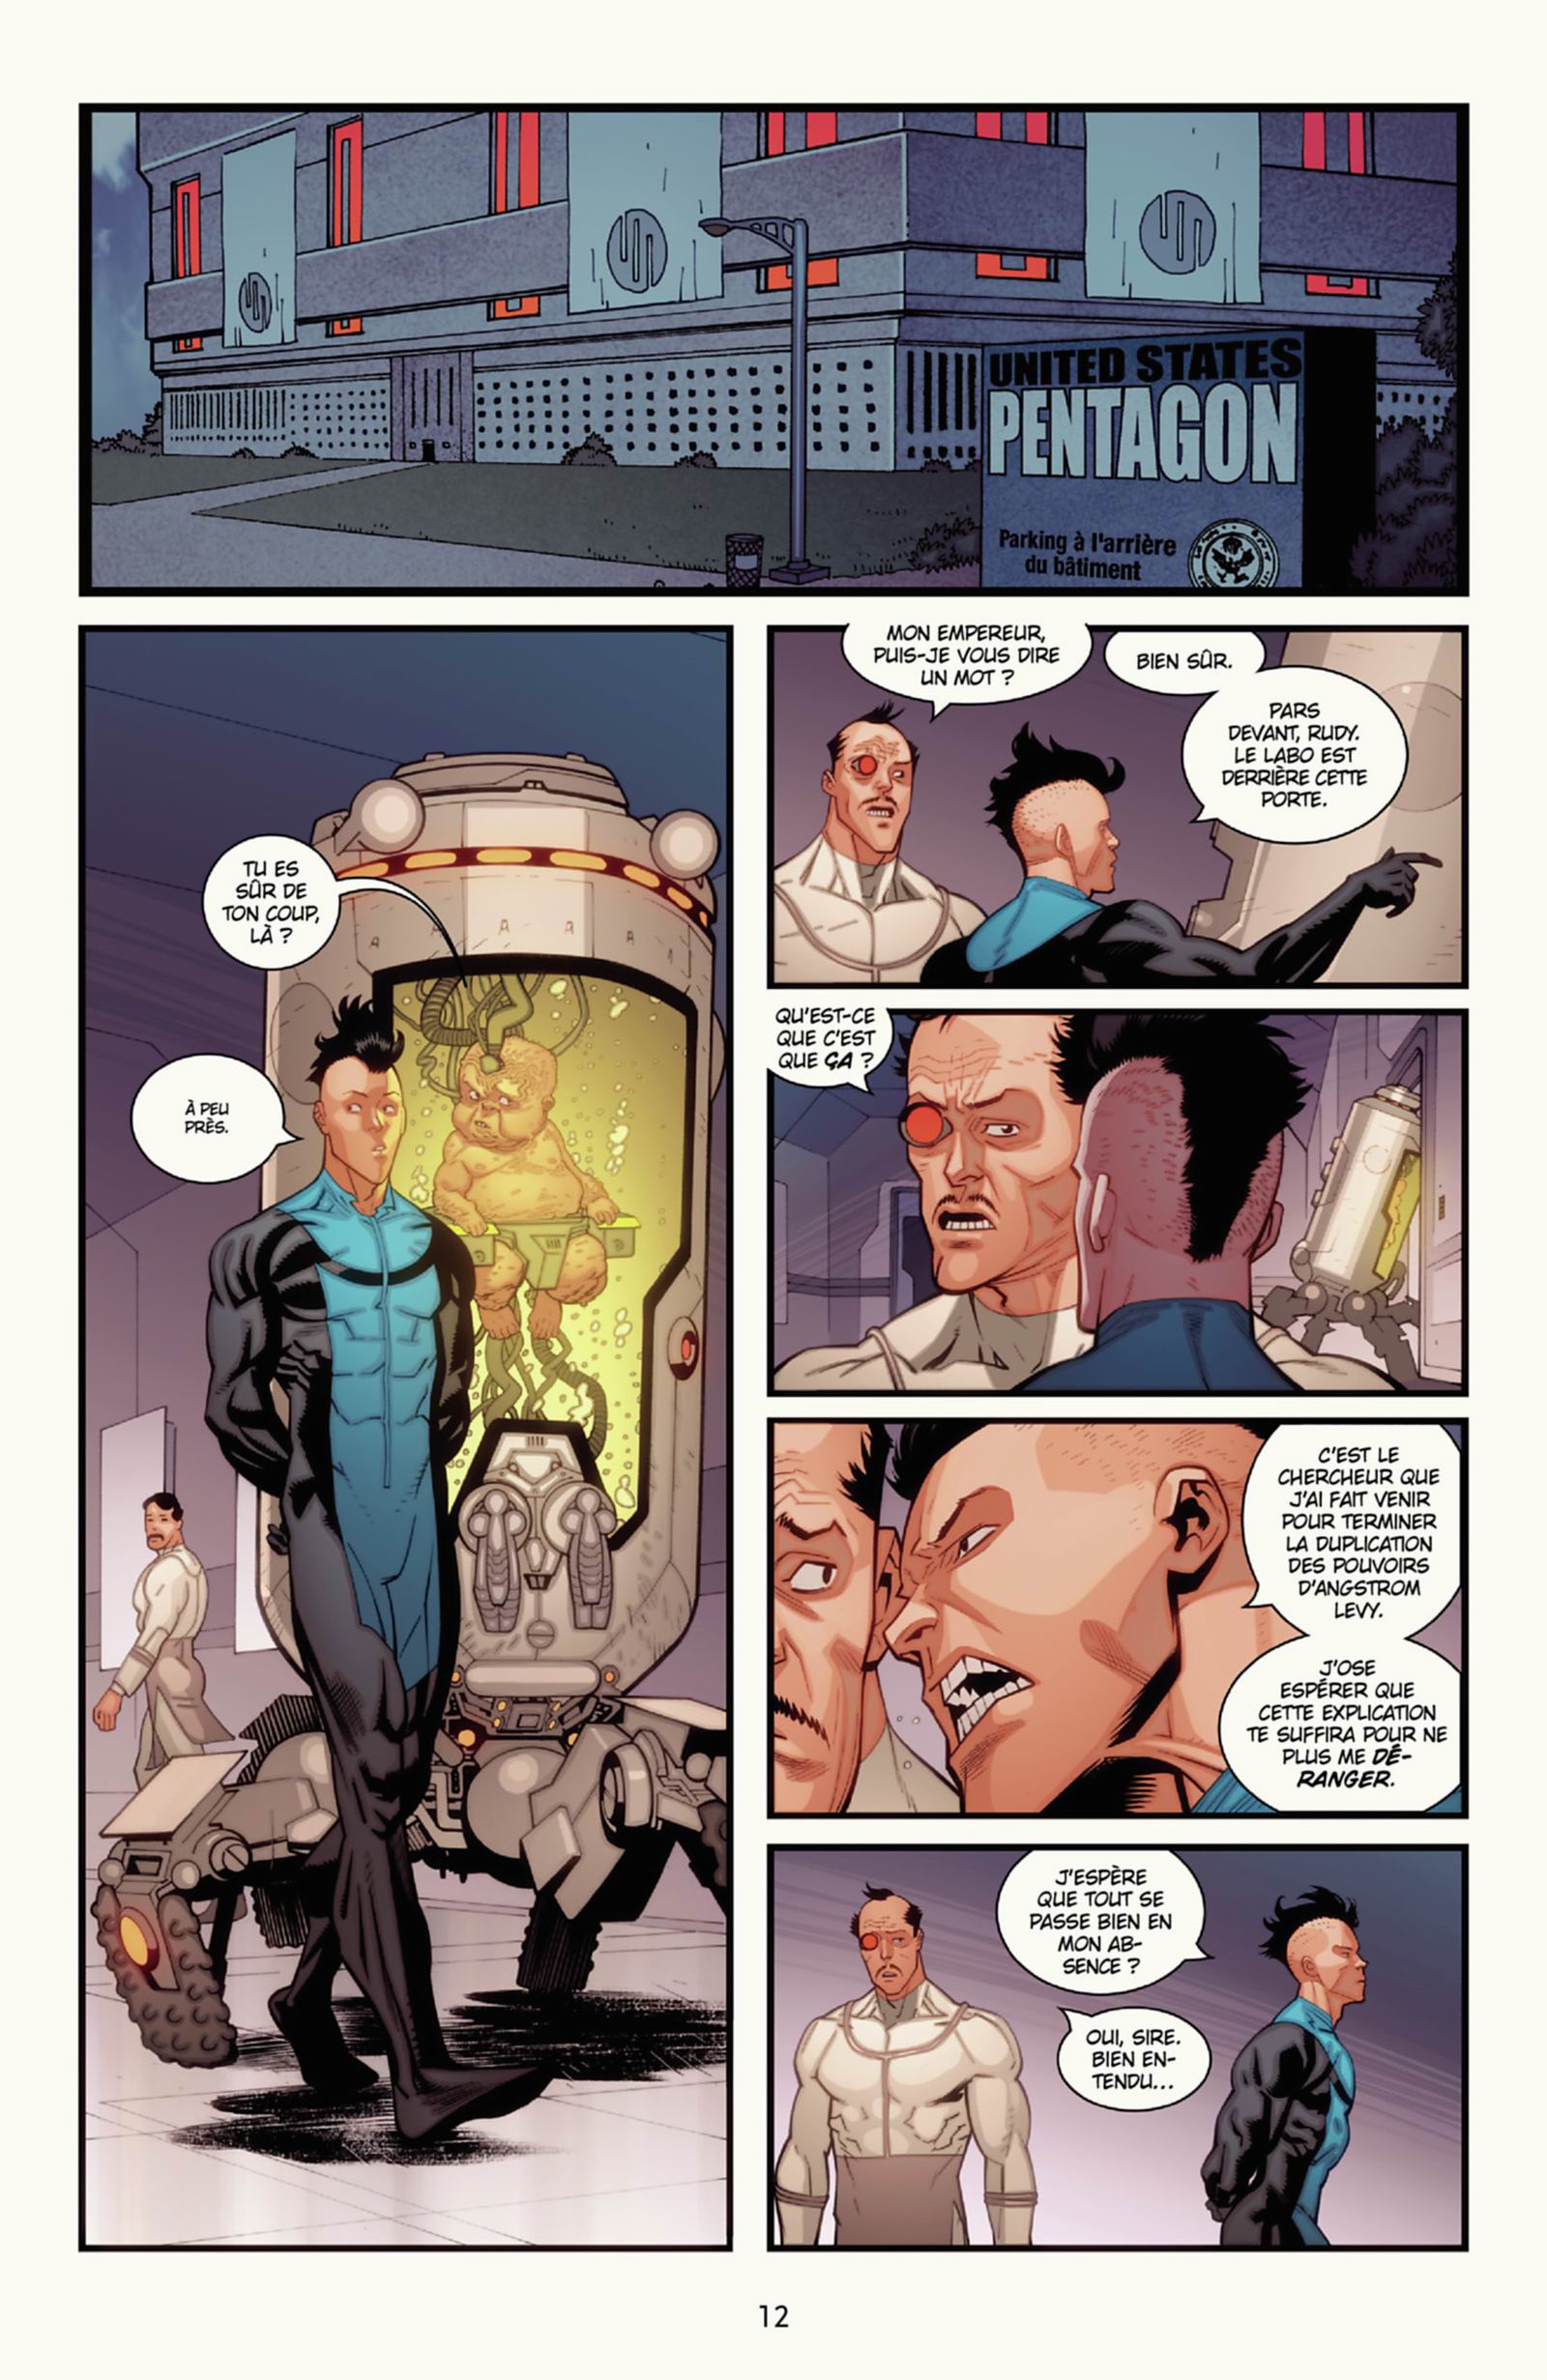 UNITED STATES
PENTAGON
Parking à l'arrière
du bâtiment
TU ES
SÛR DE
TON COUP,
LÀ ?
À PEU
PRÈS.
MON EMPEREUR,
PUIS-JE VOUS DIRE
UN MOT ?
BIEN SÛR.
PARS
DEVANT, RUDY.
LE LABO EST
DERRIÈRE CETTE
PORTE.
QU'EST-CE
QUE C'EST
QUE ÇA ?
C'EST LE
CHERCHEUR QUE
J'AI FAIT VENIR
POUR TERMINER
LA DUPLICATION
DES POUVOIRS
D'ANGSTROM
LEVY.
J'OSE
ESPÉRER QUE
CETTE EXPLICATION
TE SUFFIRA POUR NE
PLUS ME DÉ-
RANGER.
J'ESPÈRE
QUE TOUT SE
PASSE BIEN EN
MON AB-
SENCE ?
OUI, SIRE.
BIEN EN-
TENDU...
12